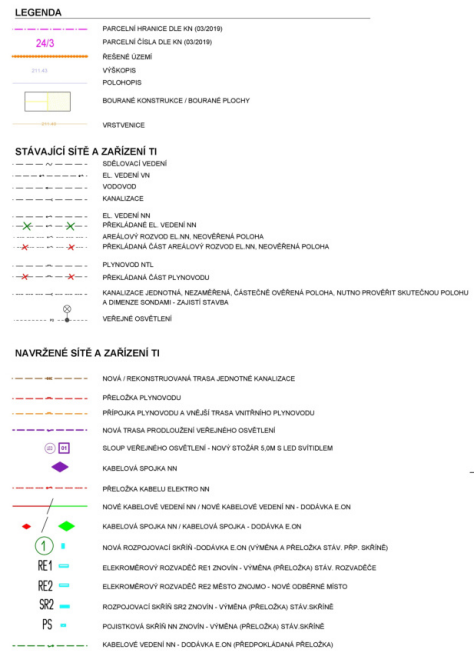 LEGENDA
PARCELNÍ HRANICE DLE KN (03/2019)
24/3 PARCELNÍ ČÍSLA DLE KN (03/2019)
ŘEŠENÉ ÚZEMÍ
VÝŠKOPIS
POLOHOPIS
BOURANÉ KONSTRUKCE / BOURANÉ PLOCHY
VRSTVENICE
STÁVAJÍCÍ SÍTĚ A ZAŘÍZENÍ TI
SDĚLOVACÍ VEDENÍ
EL. VEDENÍ VN
VODOVOD
KANALIZACE
EL. VEDENÍ NN
PŘEKLÁDANÉ EL. VEDENÍ NN
AREÁLOVÝ ROZVOD EL.NN, NEOVĚŘENÁ POLOHA
PŘEKLÁDANÁ ČÁST AREÁLOVÝ ROZVOD EL.NN, NEOVĚŘENÁ POLOHA
PLYNOVOD NTL
PŘEKLÁDANÁ ČÁST PLYNOVODU
KANALIZACE JEDNOTNÁ, NEZAMĚŘENÁ, ČÁSTEČNĚ OVĚŘENÁ POLOHA, NUTNO PROVĚŘIT SKUTEČNOU POLOHU
A DIMENZE SONDAMI - ZAJISTÍ STAVBA
VEŘEJNÉ OSVĚTLENÍ
NAVRŽENÉ SÍTĚ A ZAŘÍZENÍ TI
NOVÁ / REKONSTRUOVANÁ TRASA JEDNOTNÉ KANALIZACE
PŘELOŽKA PLYNOVODU
PŘÍPOJKA PLYNOVODU A VNĚJŠÍ TRASA VNITŘNÍHO PLYNOVODU
NOVÁ TRASA PRODLOUŽENÍ VEŘEJNÉHO OSVĚTLENÍ
01 SLOUP VEŘEJNÉHO OSVĚTLENÍ - NOVÝ STOŽÁR 5,0M S LED SVÍTIDLEM
KABELOVÁ SPOJKA NN
PŘELOŽKA KABELU ELEKTRO NN
NOVÉ KABELOVÉ VEDENÍ NN / NOVÉ KABELOVÉ VEDENÍ NN - DODÁVKA E.ON
KABELOVÁ SPOJKA NN / KABELOVÁ SPOJKA - DODÁVKA E.ON
1 NOVÁ ROZPOJOVACÍ SKŘÍŇ -DODÁVKA E.ON (VÝMĚNA A PŘELOŽKA STÁV. PŘP. SKŘÍNĚ)
RE1 ELEKROMĚROVÝ ROZVADĚČ RE1 ZNOVÍN - VÝMĚNA (PŘELOŽKA) STÁV. ROZVADĚČE
RE2 ELEKROMĚROVÝ ROZVADĚČ RE2 MĚSTO ZNOJMO - NOVÉ ODBĚRNÉ MÍSTO
SR2 ROZPOJOVACÍ SKŘÍŇ SR2 ZNOVÍN - VÝMĚNA (PŘELOŽKA) STÁV.SKŘÍNĚ
PS POJISTKOVÁ SKŘÍŇ NN ZNOVÍN - VÝMĚNA (PŘELOŽKA) STÁV.SKŘÍNĚ
KABELOVÉ VEDENÍ NN - DODÁVKA E.ON (PŘEDPOKLÁDANÁ PŘELOŽKA)